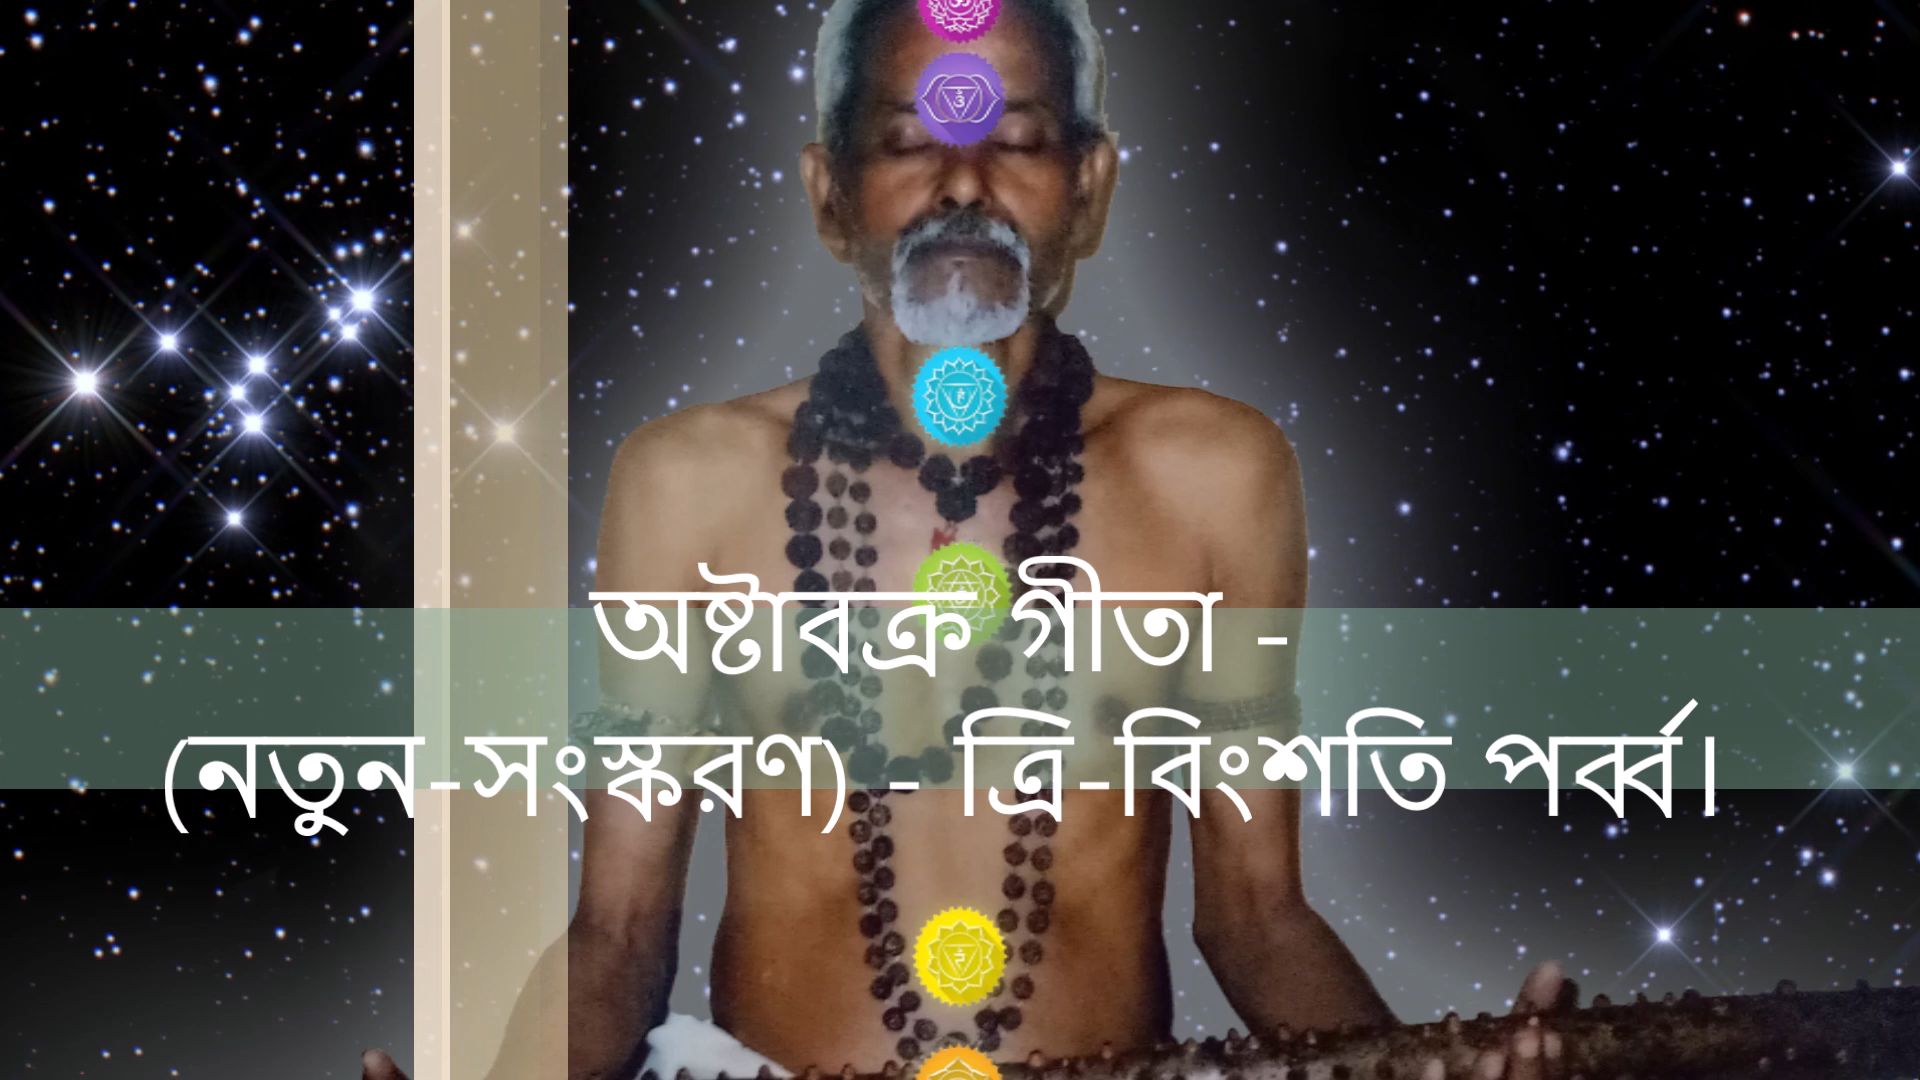 অষ্টাবক্র গীতা -
(নতুন-সংস্করণ) - ত্রি-বিংশতি পর্ব্ব।